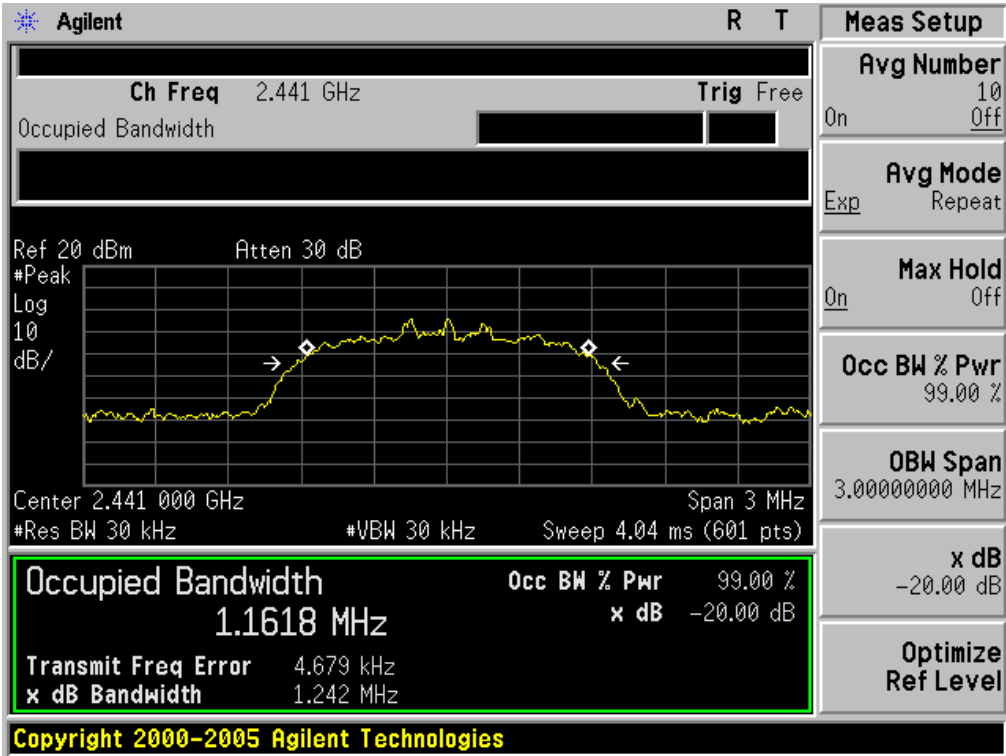 Agilent R T
Ch Freq 2.441 GHz Trig Free
Occupied Bandwidth
Ref 20 dBm Atten 30 dB
#Peak
Log
10
dB/
Center 2.441 000 GHz Span 3 MHz
#Res BW 30 kHz #VBW 30 kHz Sweep 4.04 ms (601 pts)
Occupied Bandwidth Occ BW % Pwr 99.00 %
1.1618 MHz x dB -20.00 dB
Transmit Freq Error 4.679 kHz
x dB Bandwidth 1.242 MHz
Copyright 2000-2005 Agilent Technologies
Meas Setup
Avg Number
10
On Off
Avg Mode
Exp Repeat
Max Hold
On Off
Occ BW % Pwr
99.00 %
OBW Span
3.00000000 MHz
x dB
-20.00 dB
Optimize
Ref Level